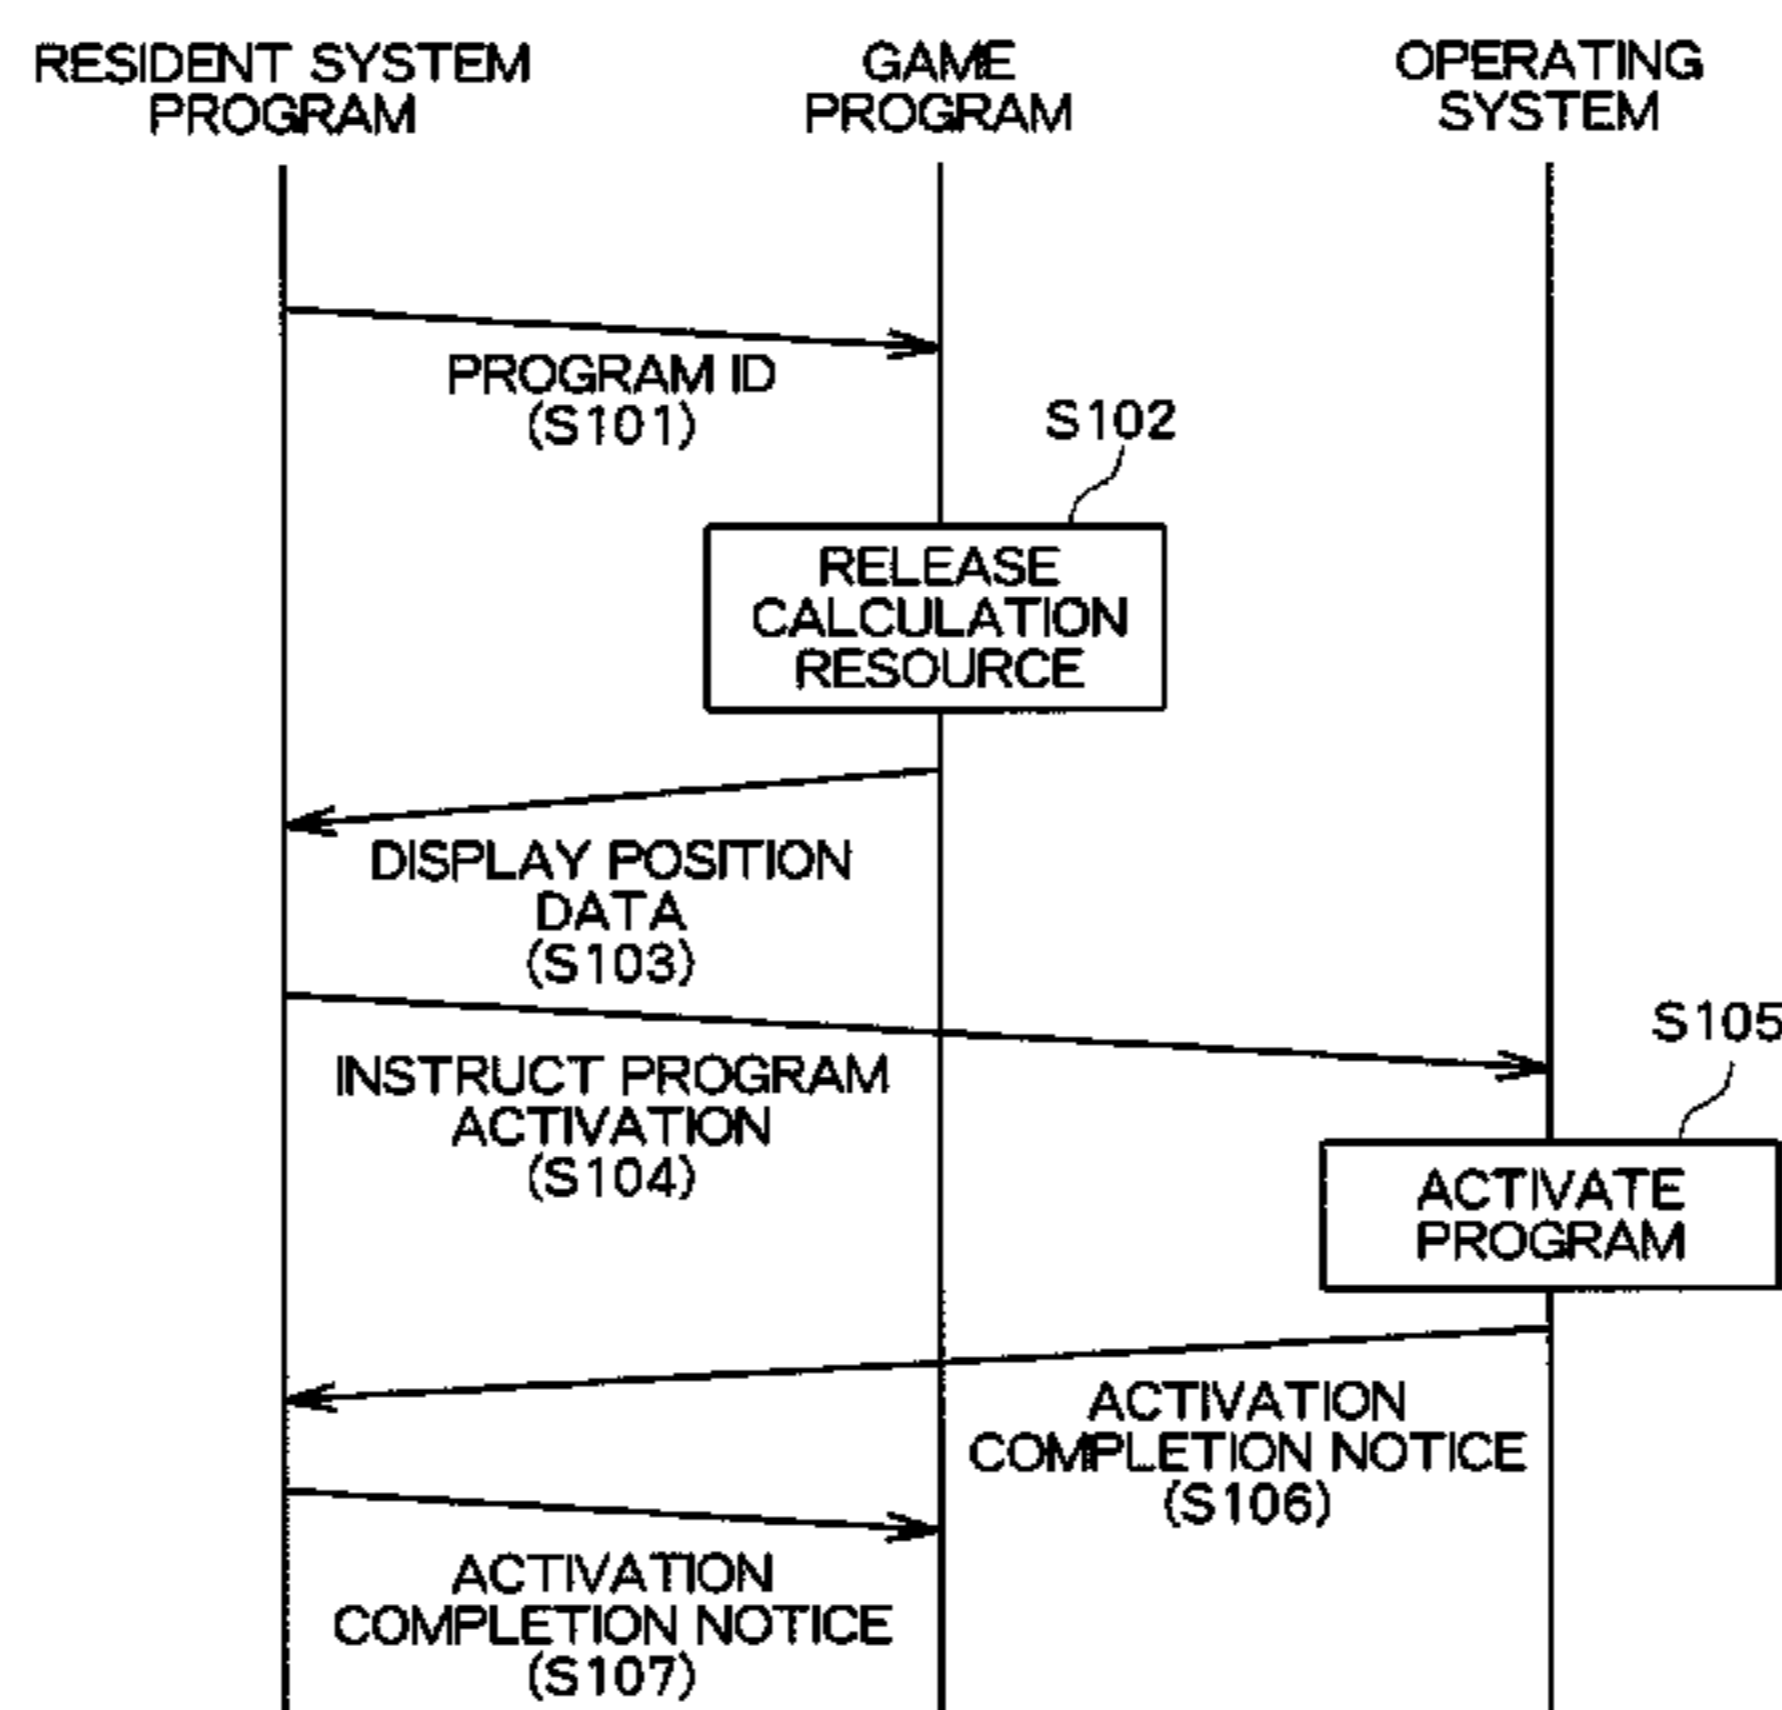 RESIDENT SYSTEM
PROGRAM
GAME
PROGRAM
OPERATING
SYSTEM
PROGRAM ID
(S101)
S102
RELEASE
CALCULATION
RESOURCE
DISPLAY POSITION
DATA
(S103)
INSTRUCT PROGRAM
ACTIVATION
(S104)
S105
ACTIVATE
PROGRAM
ACTIVATION
COMPLETION NOTICE
(S106)
ACTIVATION
COMPLETION NOTICE
(S107)